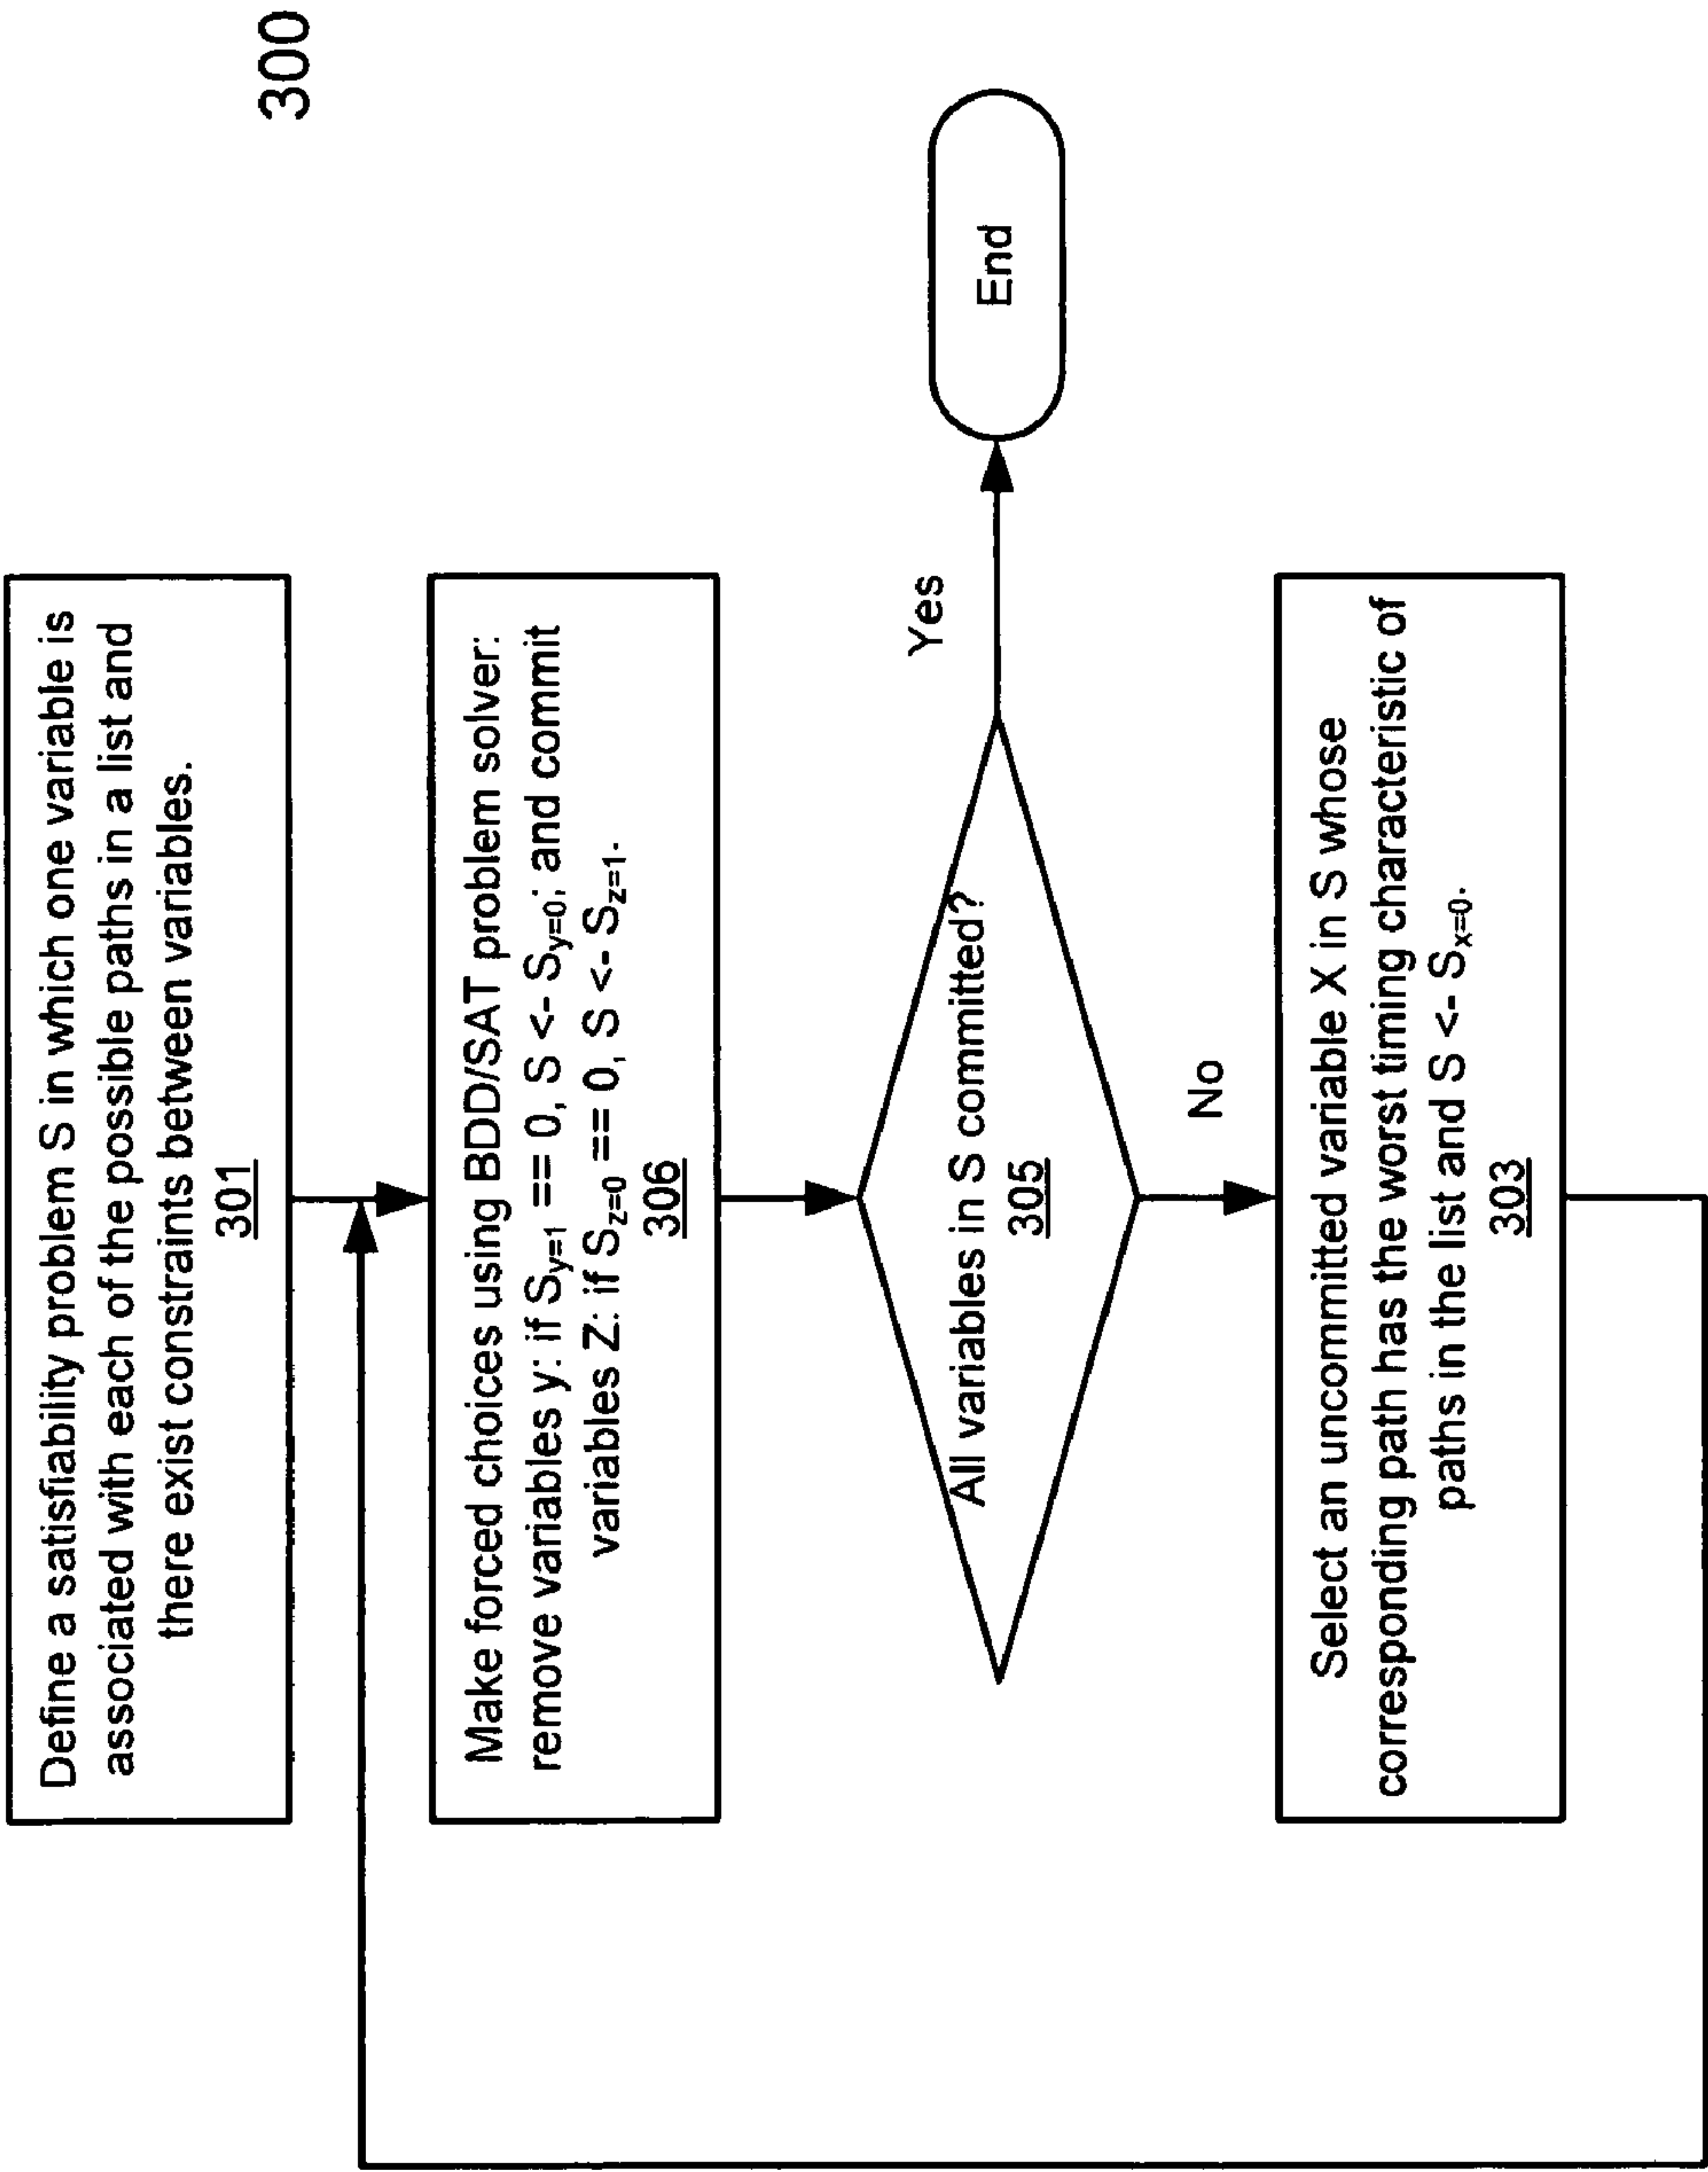 300
Define a satisfiability problem S in which one variable is
associated with each of the possible paths in a list and
there exist constraints between variables.
301
Make forced choices using BDD/SAT problem solver:
remove variables y: if Sy=1 == 0, S <- Sy=0; and commit
variables Z: if Sz=0 == 0, S <- Sz=1.
306
All variables in S committed?
305
Yes
End
No
Select an uncommitted variable X in S whose
corresponding path has the worst timing characteristic of
paths in the list and S <- Sx=0.
303